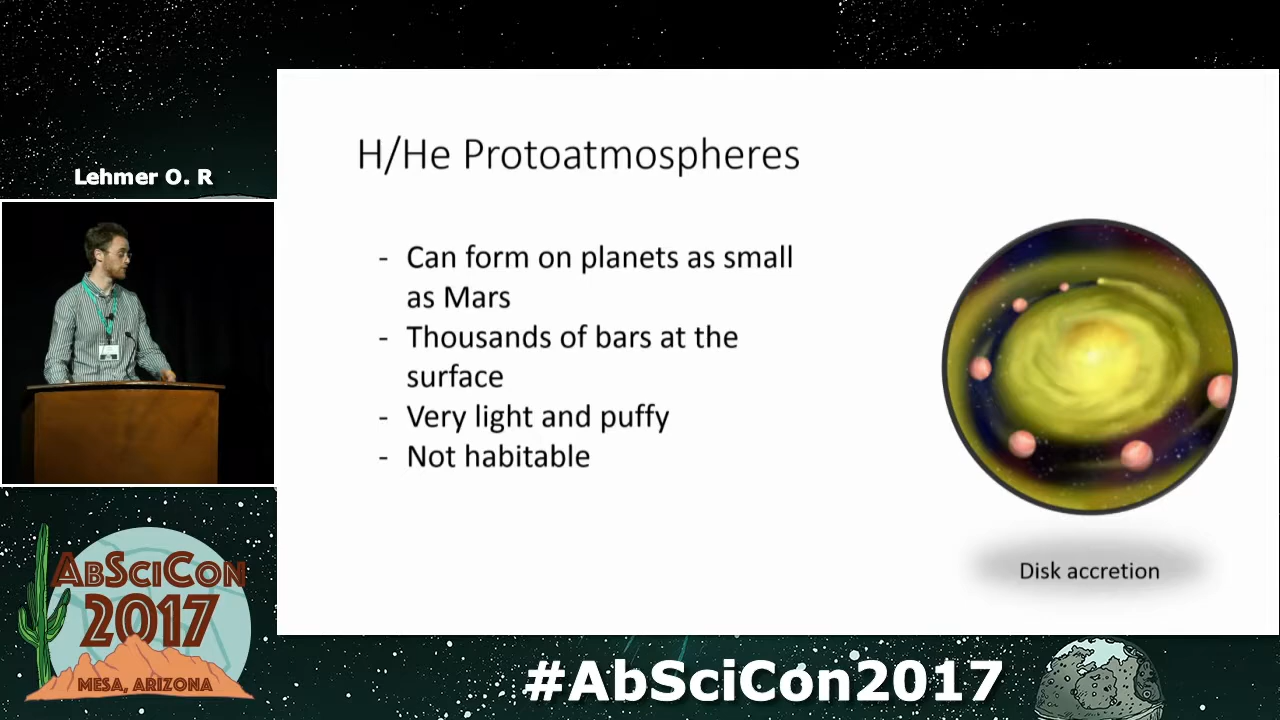 Lehmer O. R
H/He Protoatmospheres
- Can form on planets as small
as Mars
- Thousands of bars at the
surface
- Very light and puffy
- Not habitable
Disk accretion
ABSCICON
2017
MESA, ARIZONA
#AbSciCon2017